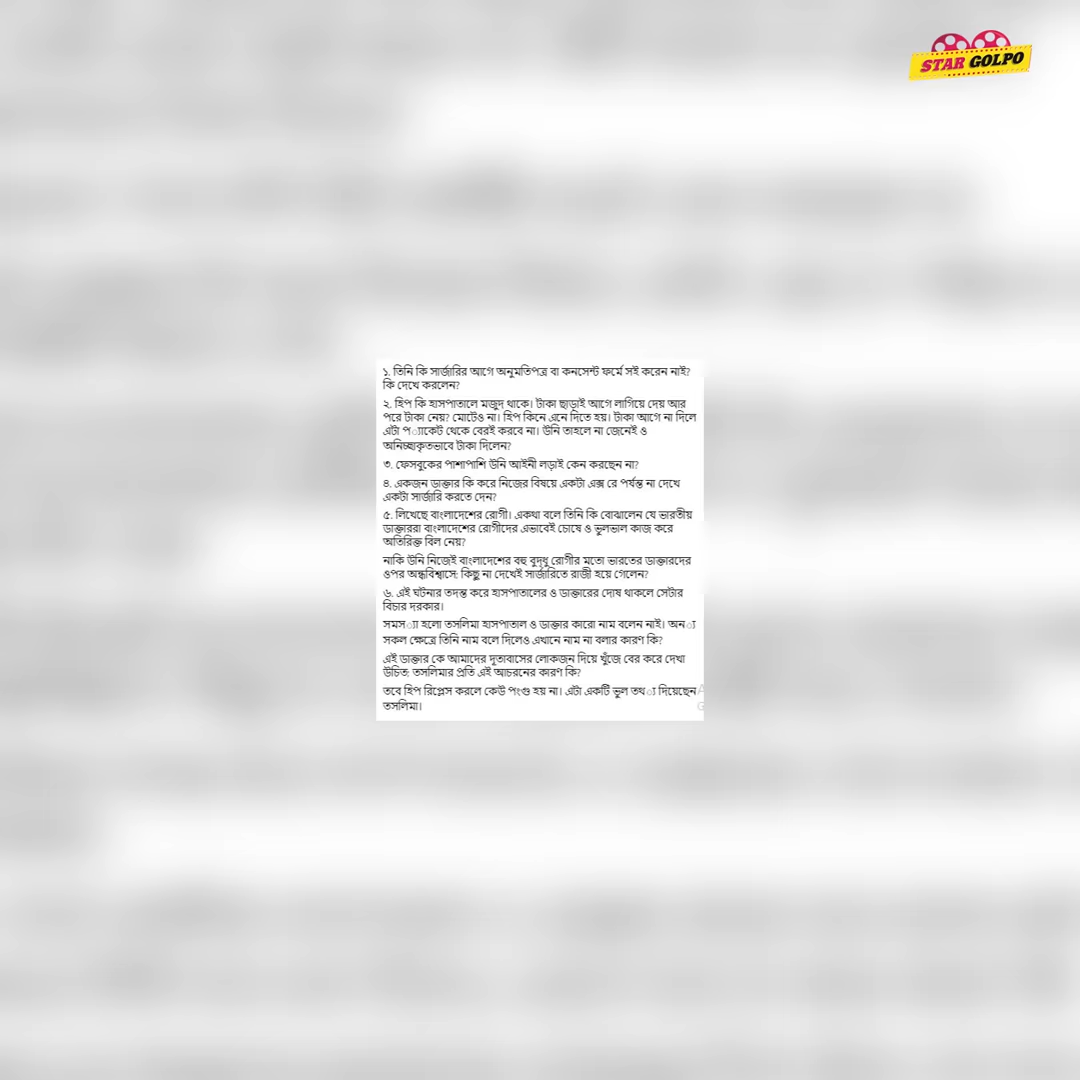 STAR GOLPO
১. তিনি কি সার্জারির আগে অনুমতিপত্র বা কনসেন্ট ফর্মে সই করেন নাই?
কি দেখে করলেন?
২. হিপ কি হাসপাতালে মজুদ থাকে। টাকা ছাড়াই আগে লাগিয়ে দেয় আর
পরে টাকা নেয়? মোটেও না। হিপ কিনে এনে দিতে হয়। টাকা আগে না দিলে
এটা প্যাকেট থেকে বেরই করবে না। উনি তাহলে না জেনেই ও
অনিচ্ছাকৃতভাবে টাকা দিলেন?
৩. ফেসবুকের পাশাপাশি উনি আইনী লড়াই কেন করছেন না?
৪. একজন ডাক্তার কি করে নিজের বিষয়ে একটা এক্স রে পর্যন্ত না দেখে
একটা সার্জারি করতে দেন?
৫. লিখেছে বাংলাদেশের রোগী। একথা বলে তিনি কি বোঝালেন যে ভারতীয়
ডাক্তাররা বাংলাদেশের রোগীদের এভাবেই চোষে ও ভুলভাল কাজ করে
অতিরিক্ত বিল নেয়?
নাকি উনি নিজেই বাংলাদেশের বহু বুদ্ধু রোগীর মতো ভারতের ডাক্তারদের
ওপর অন্ধবিশ্বাসে; কিছু না দেখেই সার্জারিতে রাজী হয়ে গেলেন?
৬. এই ঘটনার তদন্ত করে হাসপাতালের ও ডাক্তারের দোষ থাকলে সেটার
বিচার দরকার।
সমস্যা হলো তসলিমা হাসপাতাল ও ডাক্তার কারো নাম বলেন নাই। অন্য
সকল ক্ষেত্রে তিনি নাম বলে দিলেও এখানে নাম না বলার কারণ কি?
এই ডাক্তার কে আমাদের দূতাবাসের লোকজন দিয়ে খুঁজে বের করে দেখা
উচিত; তসলিমার প্রতি এই আচরনের কারণ কি?
তবে হিপ রিপ্লেস করলে কেউ পংগু হয় না। এটা একটি ভুল তথ্য দিয়েছেন
তসলিমা।